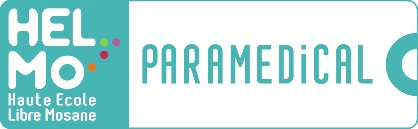 HEL
MO
Haute Ecole
Libre Mosane
PARAMEDiCAL